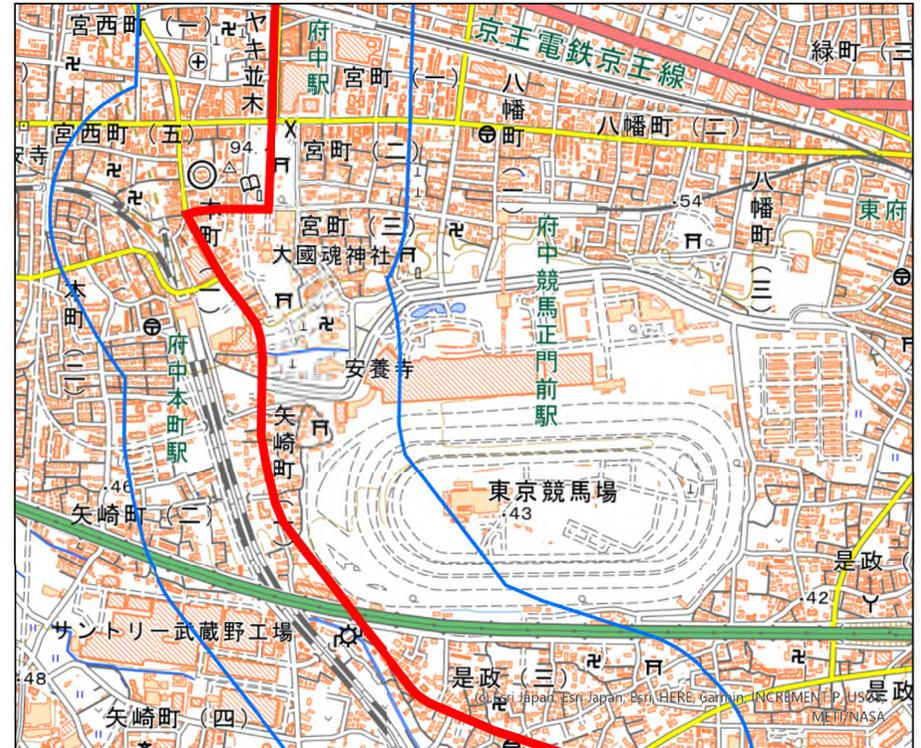 宮西町(一)
ヤキ並木
府中駅
京王電鉄京王線
緑町(三
宮町(一)
八幡町(一)
宮西町(五)
宮町(二)
八幡町(二)
安寺
94.
八幡町(三)
.54
東府
本町(一)
宮町(三)
大國魂神社
府中競馬正門前駅
本町(二)
府中本町駅
安養寺
矢崎町(一)
.46
東京競馬場
.43
矢崎町(二)
是政(
.42
サントリー武蔵野工場
是政(三)
.48
是政
(c) Esri Japan, Esri Japan, Esri, HERE, Garmin, INCREMENT P, USGS,
METI/NASA
矢崎町(四)